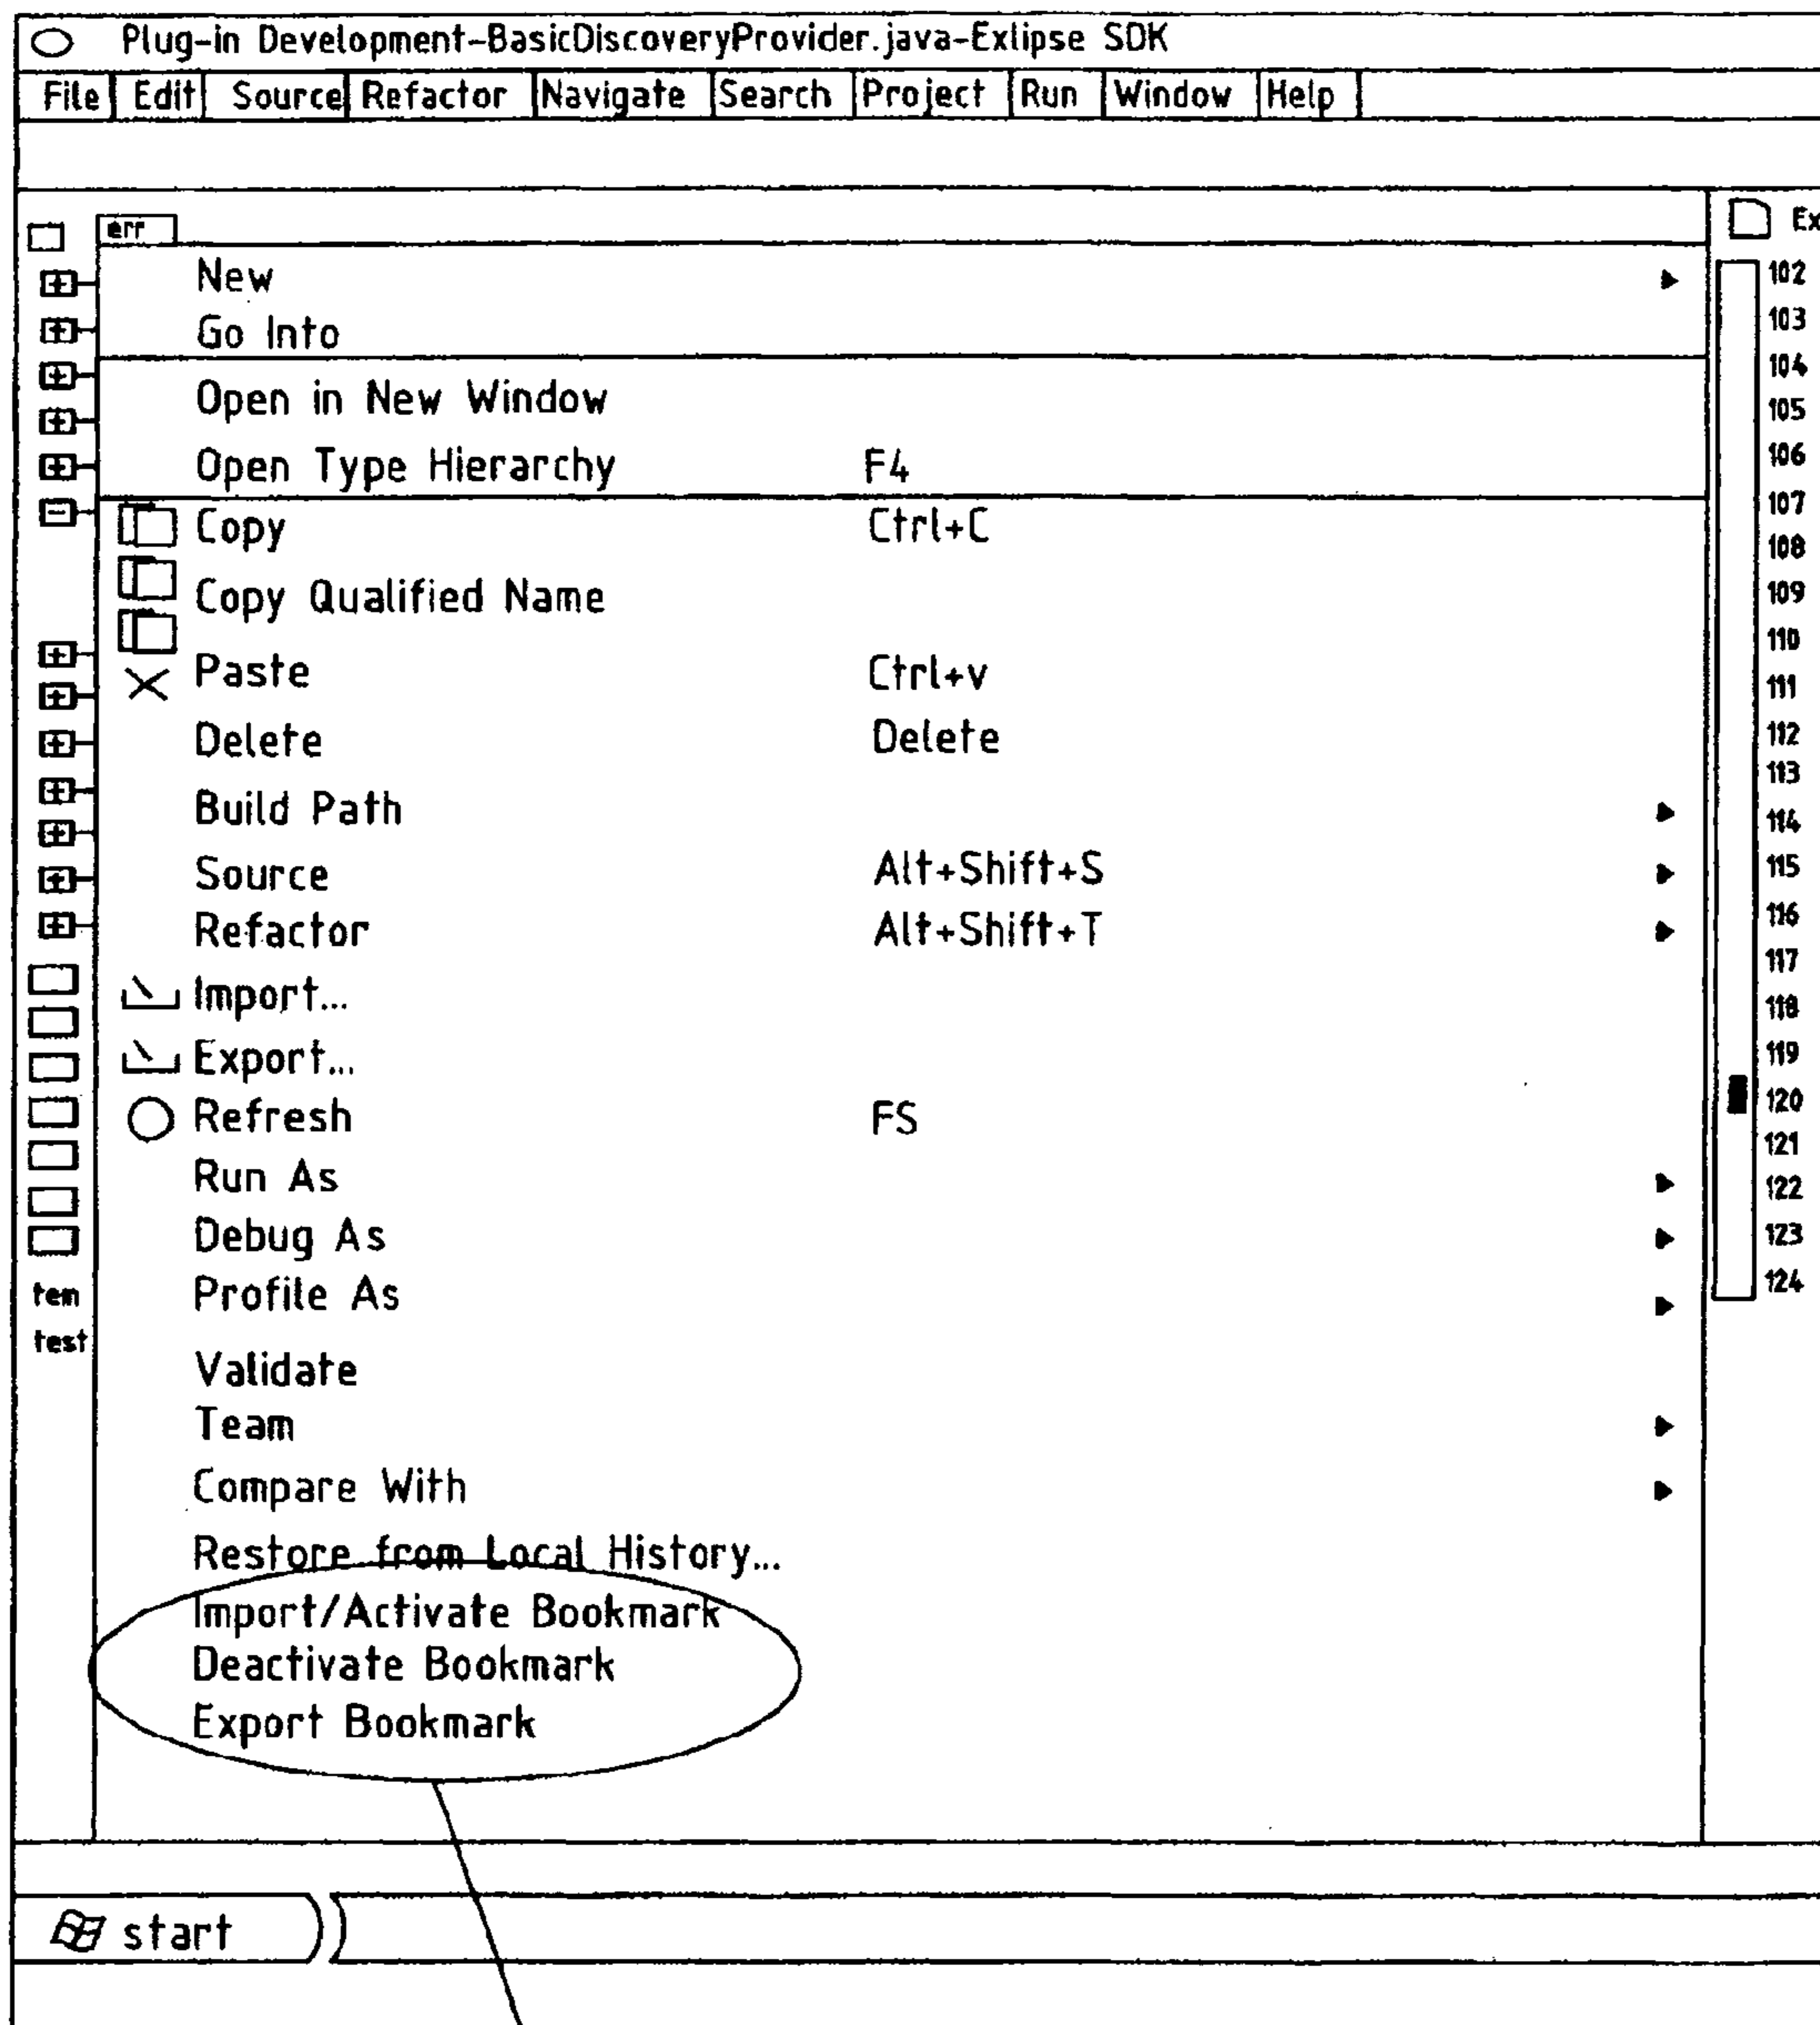 Plug-in Development-BasicDiscoveryProvider.java-Exlipse SDK
File Edit Source Refactor Navigate Search Project Run Window Help
err
Ex
New
Go Into
Open in New Window
Open Type Hierarchy F4
Copy Ctrl+C
Copy Qualified Name
Paste Ctrl+v
Delete Delete
Build Path
Source Alt+Shift+S
Refactor Alt+Shift+T
Import...
Export...
Refresh FS
Run As
Debug As
Profile As
Validate
Team
Compare With
Restore from Local History...
Import/Activate Bookmark
Deactivate Bookmark
Export Bookmark
tem
test
102
103
104
105
106
107
108
109
110
111
112
113
114
115
116
117
118
119
120
121
122
123
124
start